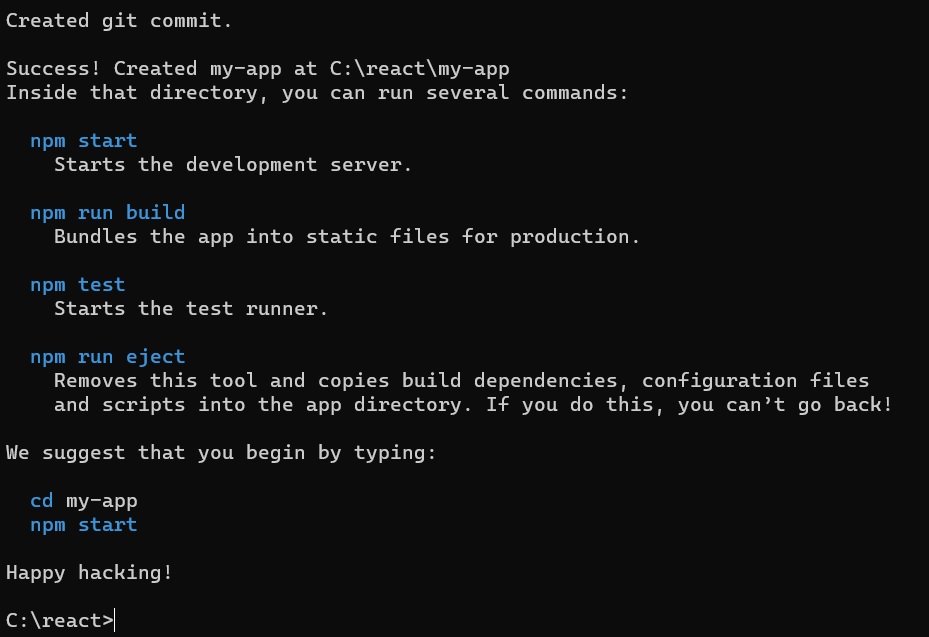 Created git commit.
Success! Created my-app at C:\react\my-app
Inside that directory, you can run several commands:
npm start
Starts the development server.
npm run build
Bundles the app into static files for production.
npm test
Starts the test runner.
npm run eject
Removes this tool and copies build dependencies, configuration files
and scripts into the app directory. If you do this, you can’t go back!
We suggest that you begin by typing:
cd my-app
npm start
Happy hacking!
C:\react>